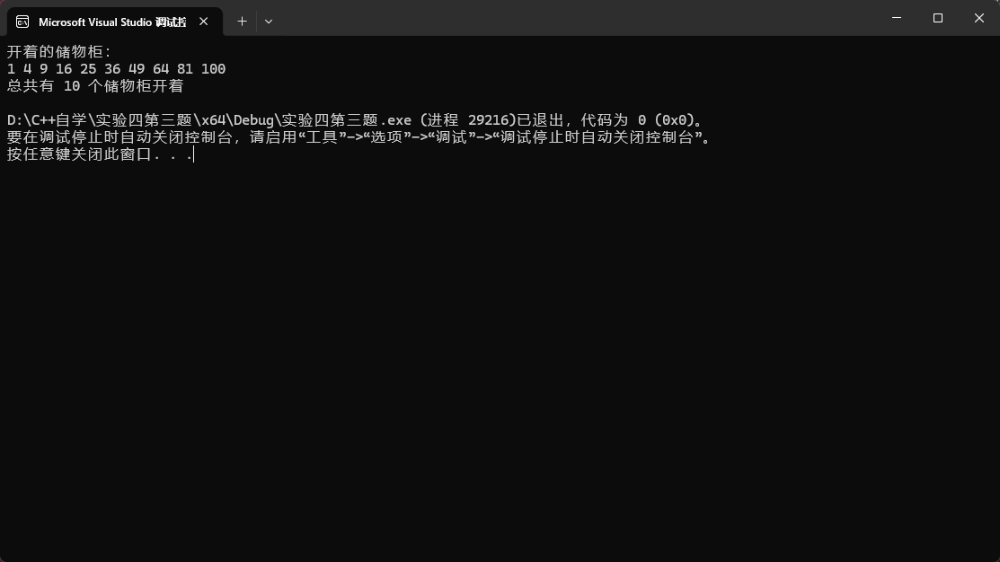 Microsoft Visual Studio 调试控
开着的储物柜：
1 4 9 16 25 36 49 64 81 100
总共有 10 个储物柜开着
D:\C++自学\实验四第三题\x64\Debug\实验四第三题.exe (进程 29216)已退出，代码为 0 (0x0)。
要在调试停止时自动关闭控制台，请启用“工具”->“选项”->“调试”->“调试停止时自动关闭控制台”。
按任意键关闭此窗口. . .